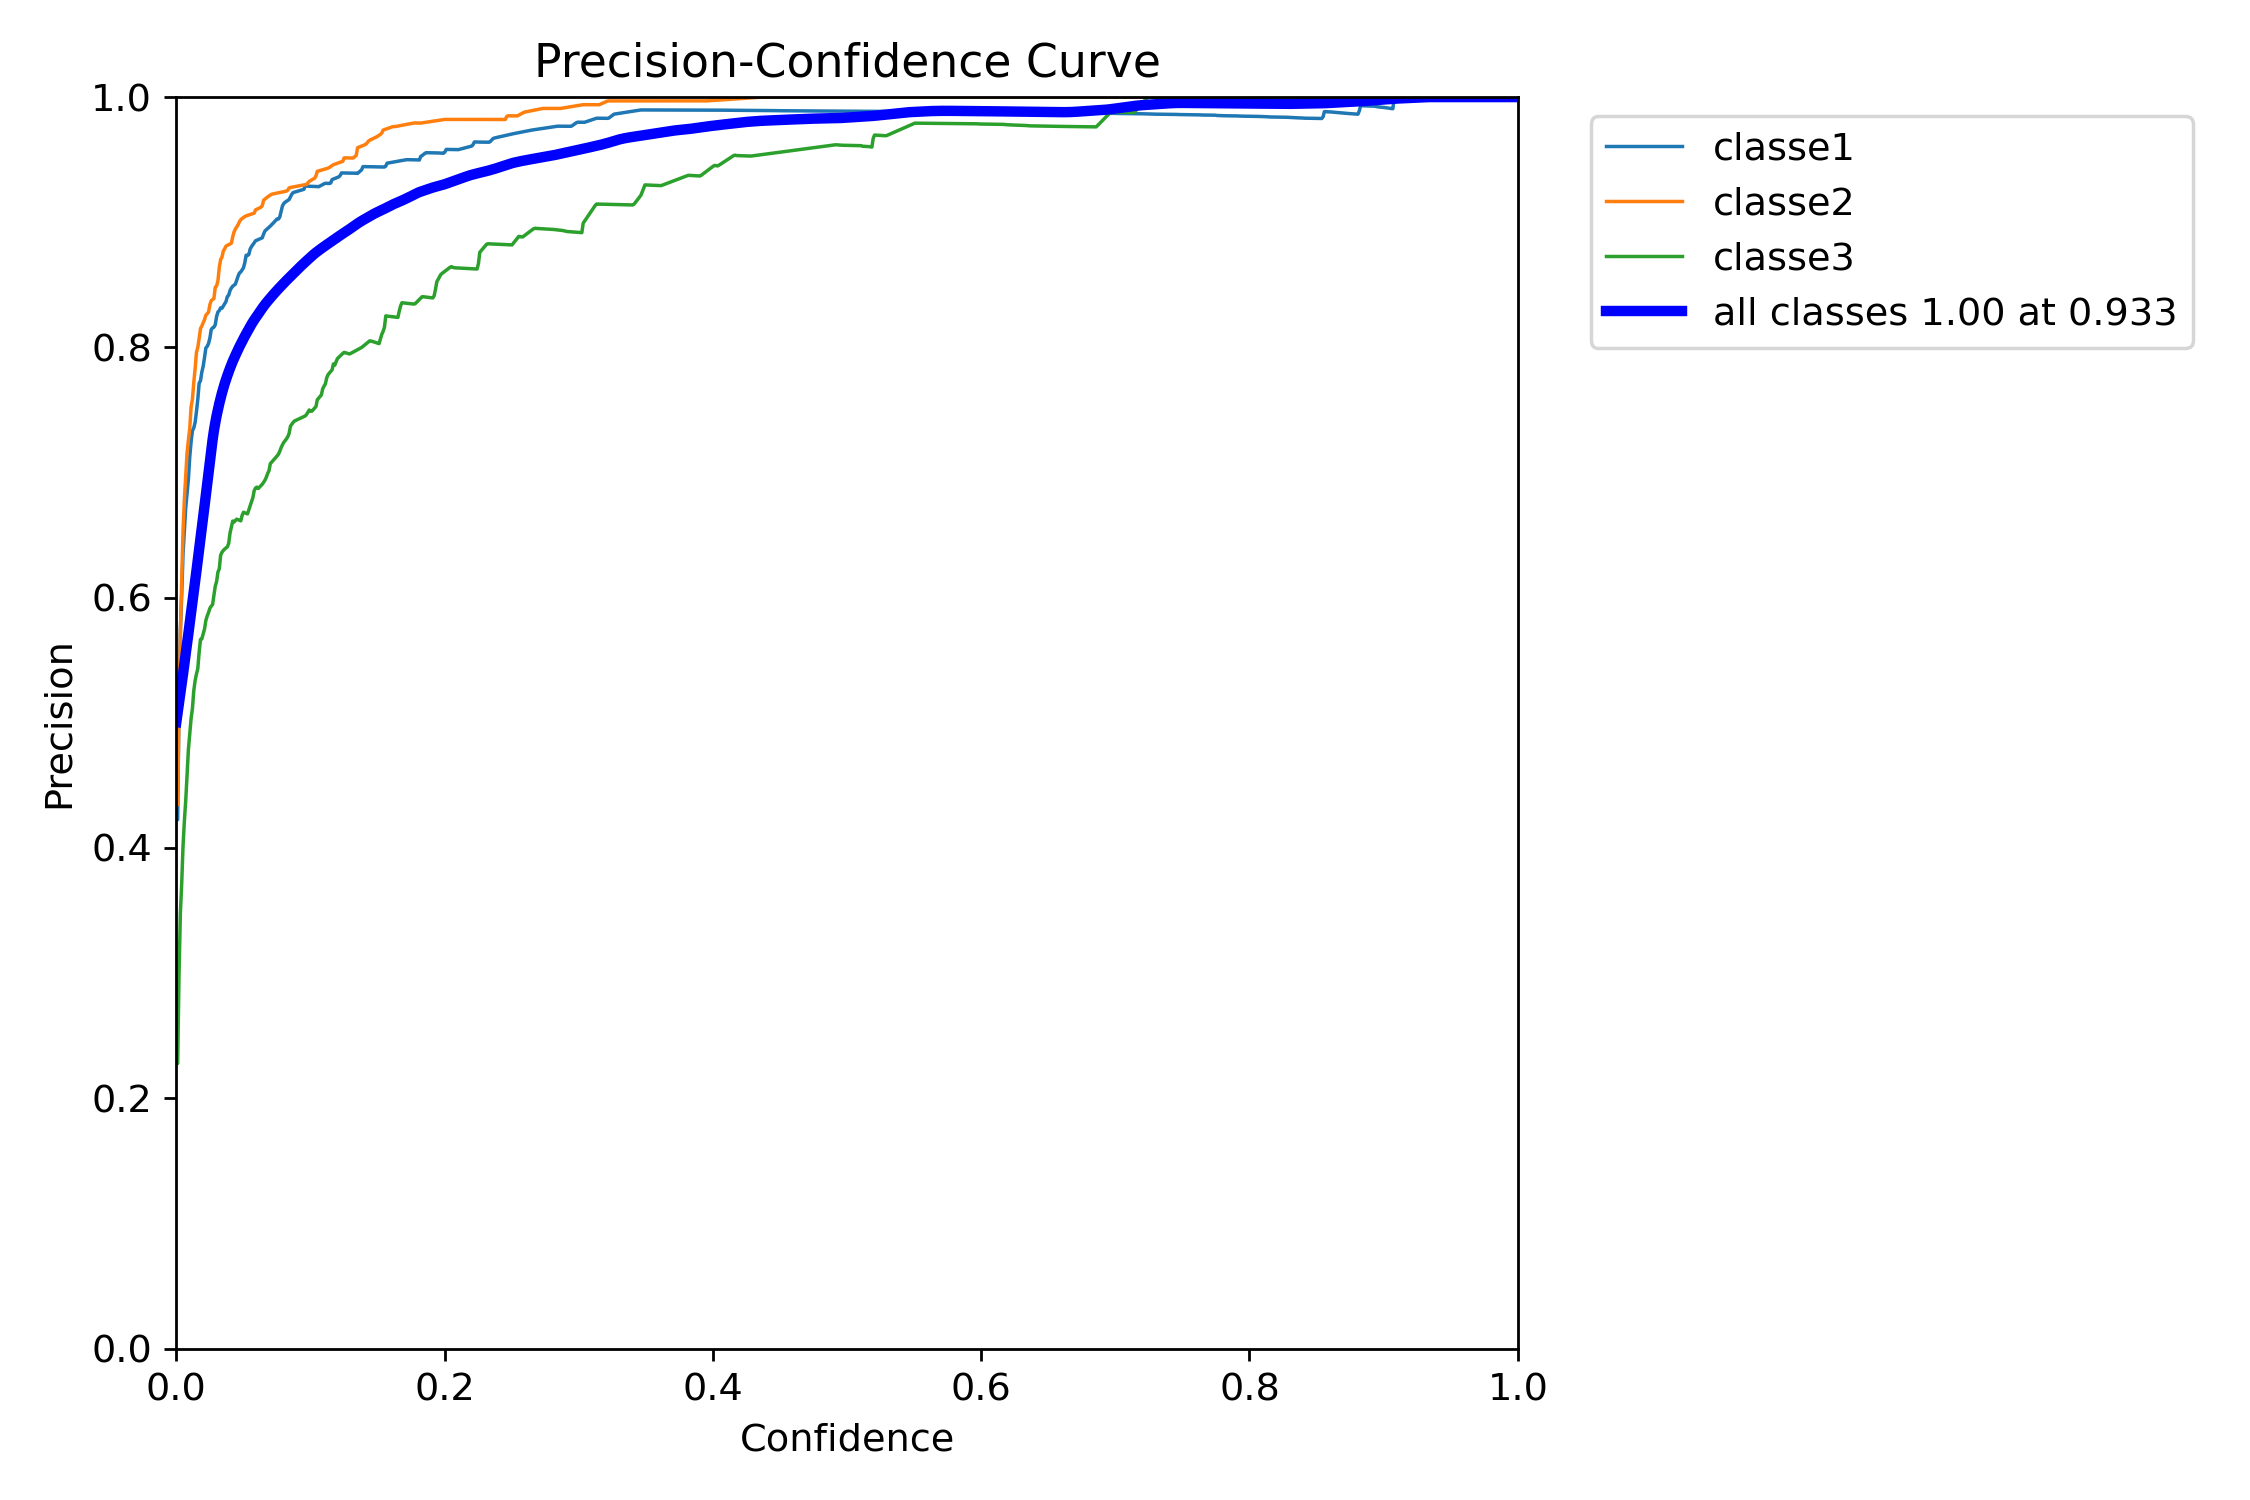 Precision-Confidence Curve
1.0
0.8
0.6
0.4
0.2
0.0
Precision
0.0 0.2 0.4 0.6 0.8 1.0
Confidence
classe1
classe2
classe3
all classes 1.00 at 0.933